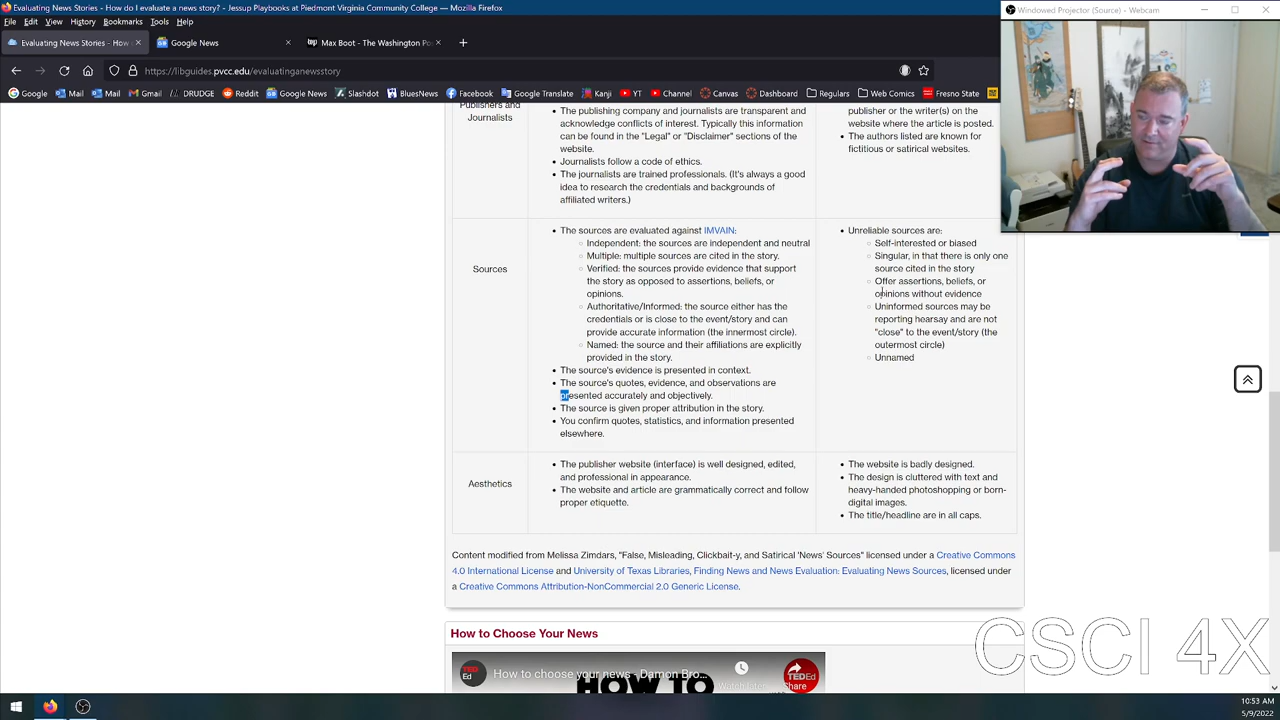 Evaluating News Stories - How do I evaluate a news story? - Jessup Playbooks at Piedmont Virginia Community College — Mozilla Firefox
File Edit View History Bookmarks Tools Help
Windowed Projector (Source) - Webcam
Evaluating News Stories - How
Google News
Max Boot - The Washington Po
https://libguides.pvcc.edu/evaluatinganewsstory
Google Mail Mail Gmail DRUDGE Reddit Google News Slashdot BluesNews Facebook Google Translate Kanji YT Channel Canvas Dashboard Regulars Web Comics Fresno State
Publishers and
Journalists
The publishing company and journalists are transparent and
acknowledge conflicts of interest. Typically this information
can be found in the "Legal" or "Disclaimer" sections of the
website.
Journalists follow a code of ethics.
The journalists are trained professionals. (It's always a good
idea to research the credentials and backgrounds of
affiliated writers.)
publisher or the writer(s) on the
website where the article is posted.
The authors listed are known for
fictitious or satirical websites.
Sources
The sources are evaluated against IMVAIN:
Independent: the sources are independent and neutral
Multiple: multiple sources are cited in the story.
Verified: the sources provide evidence that support
the story as opposed to assertions, beliefs, or
opinions.
Authoritative/Informed: the source either has the
credentials or is close to the event/story and can
provide accurate information (the innermost circle).
Named: the source and their affiliations are explicitly
provided in the story.
The source's evidence is presented in context.
The source's quotes, evidence, and observations are
presented accurately and objectively.
The source is given proper attribution in the story.
You confirm quotes, statistics, and information presented
elsewhere.
Unreliable sources are:
Self-interested or biased
Singular, in that there is only one
source cited in the story
Offer assertions, beliefs, or
opinions without evidence
Uninformed sources may be
reporting hearsay and are not
"close" to the event/story (the
outermost circle)
Unnamed
Aesthetics
The publisher website (interface) is well designed, edited,
and professional in appearance.
The website and article are grammatically correct and follow
proper etiquette.
The website is badly designed.
The design is cluttered with text and
heavy-handed photoshopping or born-
digital images.
The title/headline are in all caps.
Content modified from Melissa Zimdars, "False, Misleading, Clickbait-y, and Satirical 'News' Sources" licensed under a Creative Commons
4.0 International License and University of Texas Libraries, Finding News and News Evaluation: Evaluating News Sources, licensed under
a Creative Commons Attribution-NonCommercial 2.0 Generic License.
How to Choose Your News
TED
Ed
How to choose your news - Damon Bro...
HOW TO
Watch later
Share
TEDEd
CSCI 4X
10:53 AM
5/9/2022